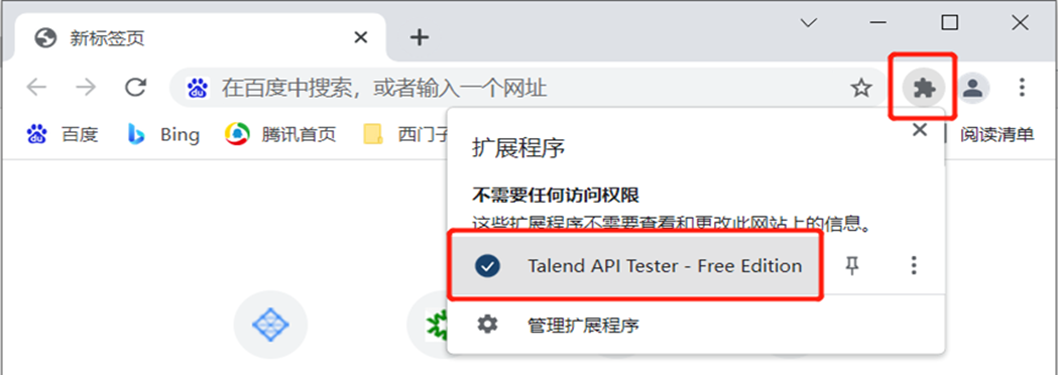 新标签页
在百度中搜索，或者输入一个网址
百度
Bing
腾讯首页
西门子
阅读清单
扩展程序
不需要任何访问权限
这些扩展程序不需要查看和更改此网站上的信息。
Talend API Tester - Free Edition
管理扩展程序